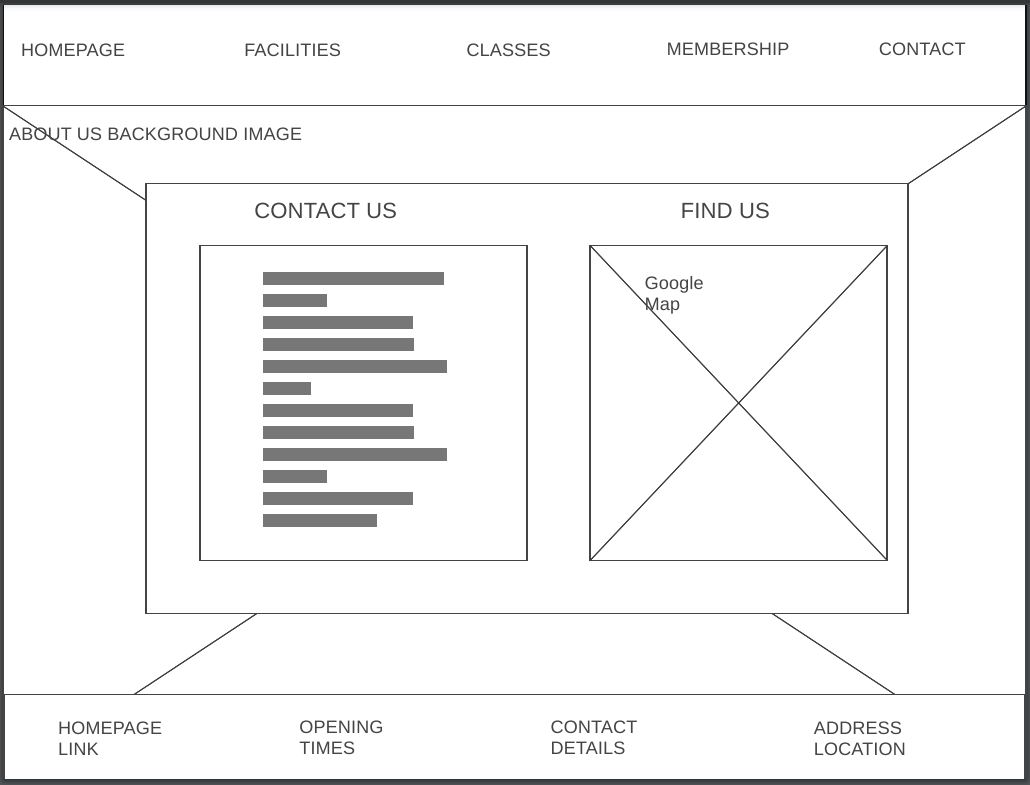 HOMEPAGE FACILITIES CLASSES MEMBERSHIP CONTACT
ABOUT US BACKGROUND IMAGE
CONTACT US FIND US
Google
Map
HOMEPAGE
LINK
OPENING
TIMES
CONTACT
DETAILS
ADDRESS
LOCATION